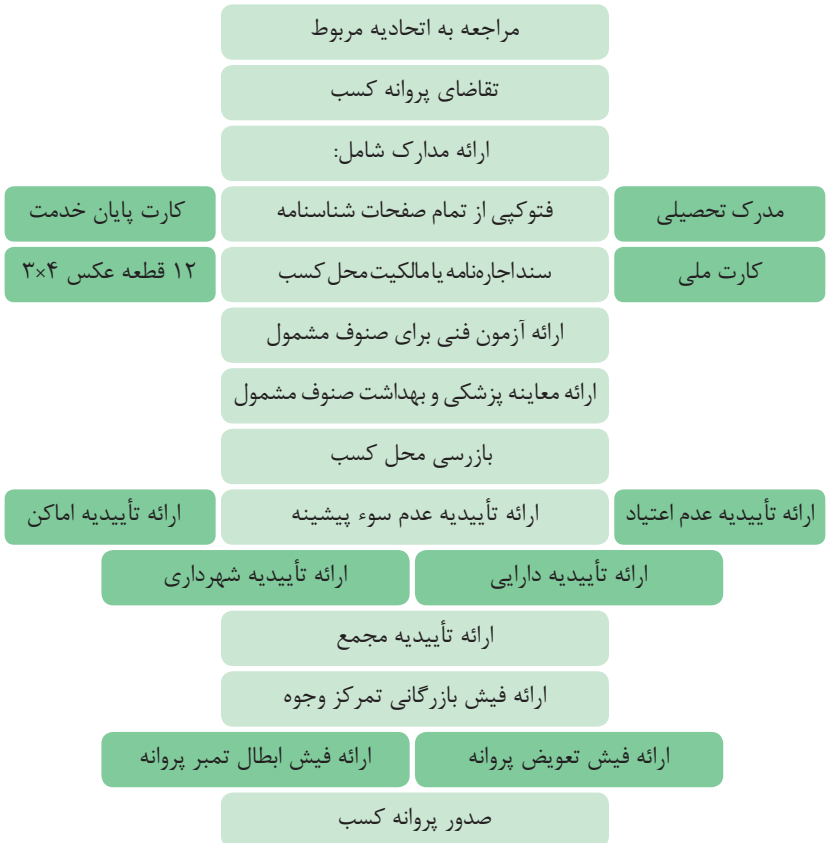 مراجعه به اتحادیه مربوط
تقاضای پروانه کسب
ارائه مدارک شامل:
مدرک تحصیلی
فتوکپی از تمام صفحات شناسنامه
کارت پایان خدمت
کارت ملی
سند اجاره‌نامه یا مالکیت محل کسب
۱۲ قطعه عکس ۴×۳
ارائه آزمون فنی برای صنوف مشمول
ارائه معاینه پزشکی و بهداشت صنوف مشمول
بازرسی محل کسب
ارائه تأییدیه عدم اعتیاد
ارائه تأییدیه عدم سوء پیشینه
ارائه تأییدیه اماکن
ارائه تأییدیه دارایی
ارائه تأییدیه شهرداری
ارائه تأییدیه مجمع
ارائه فیش بازرگانی تمرکز وجوه
ارائه فیش تعویض پروانه
ارائه فیش ابطال تمبر پروانه
صدور پروانه کسب